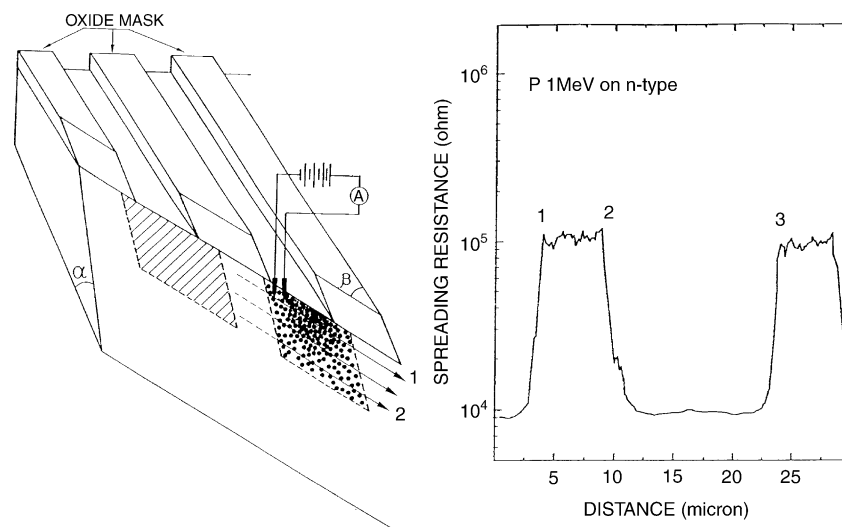 OXIDE MASK
A
α
β
1
2
P 1MeV on n-type
1
2
3
SPREADING RESISTANCE (ohm)
10⁶
10⁵
10⁴
5
10
15
20
25
DISTANCE (micron)